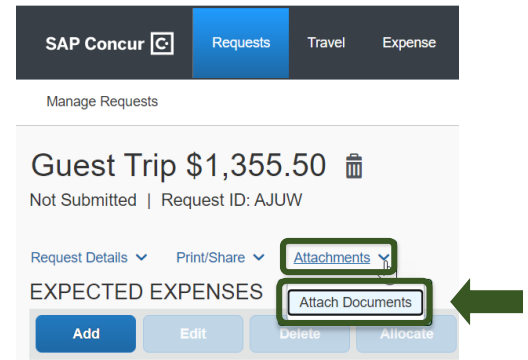 SAP Concur C Requests Travel Expense
Manage Requests
Guest Trip $1,355.50
Not Submitted | Request ID: AJUW
Request Details Print/Share Attachments
EXPECTED EXPENSES Attach Documents
Add Edit Delete Allocate